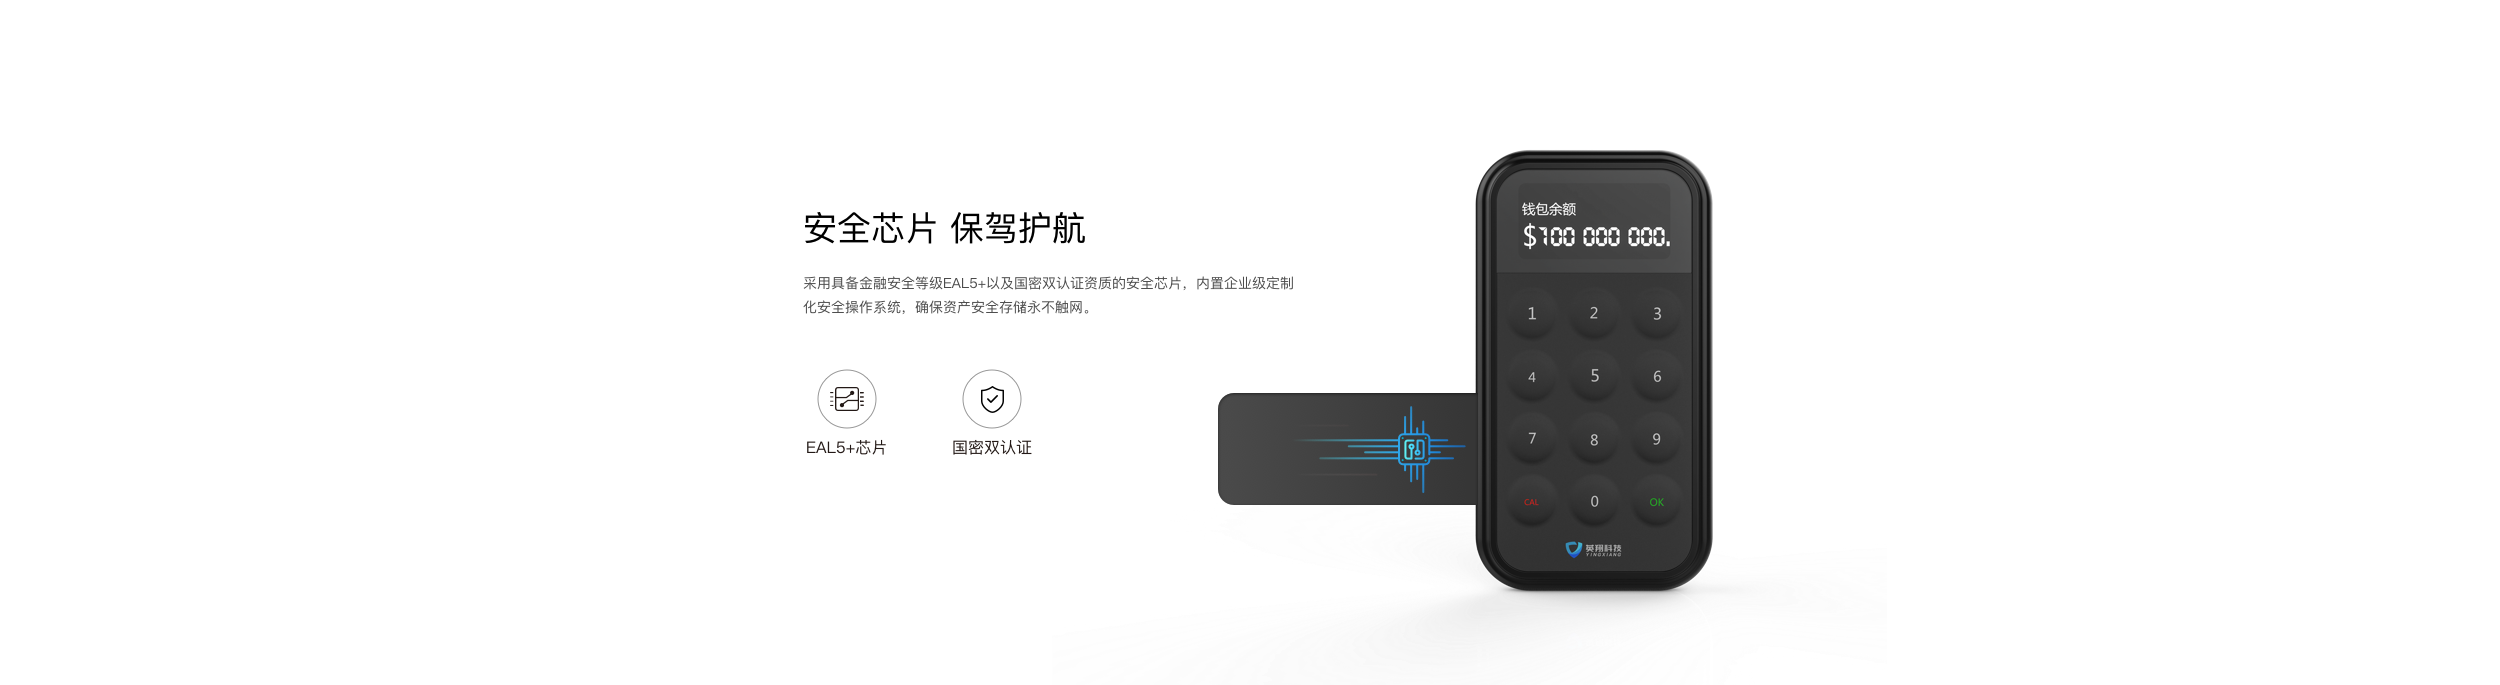 安全芯片 保驾护航
采用具备金融安全等级EAL5+以及国密双认证资质的安全芯片，内置企业级定制
化安全操作系统，确保资产安全存储永不触网。
EAL5+芯片
国密双认证
钱包余额
$100 000 000.
1 2 3
4 5 6
7 8 9
CAL 0 OK
英翔科技
YINGXIANG